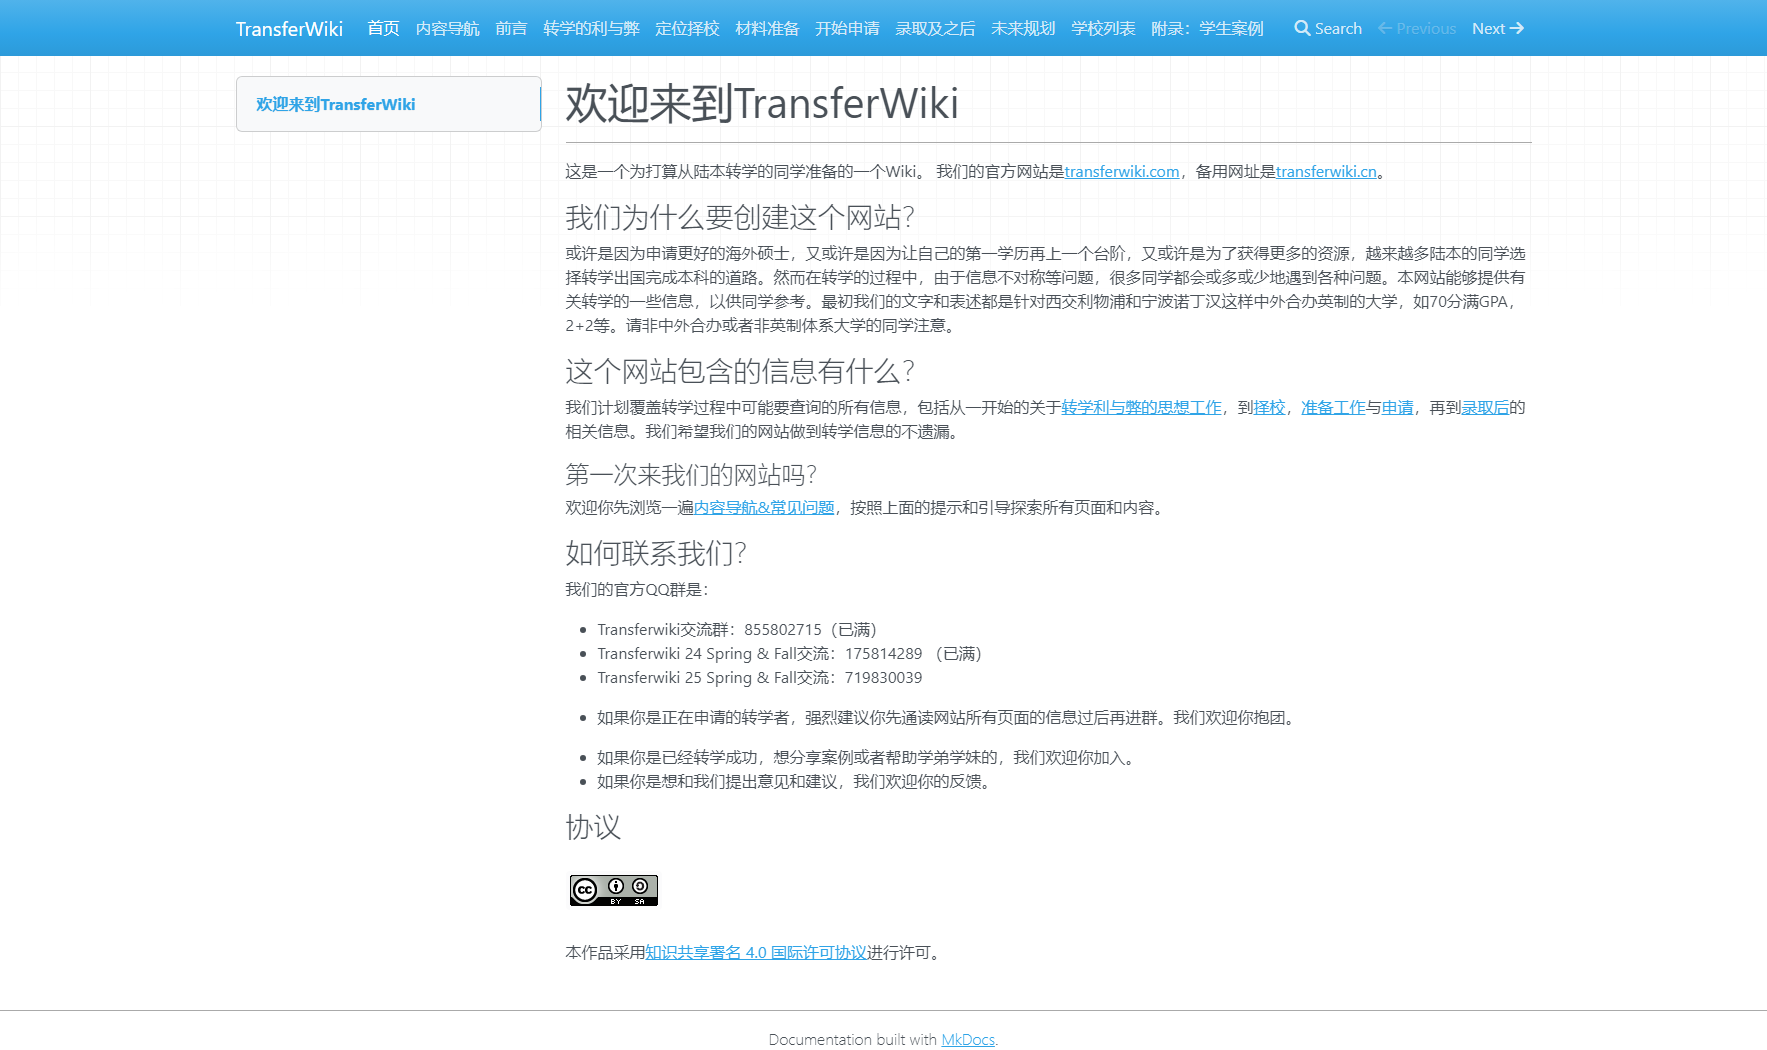 TransferWiki 首页 内容导航 前言 转学的利与弊 定位择校 材料准备 开始申请 录取及之后 未来规划 学校列表 附录：学生案例 Search Previous Next
欢迎来到TransferWiki
欢迎来到TransferWiki
这是一个为打算从陆本转学的同学准备的一个Wiki。 我们的官方网站是transferwiki.com，备用网址是transferwiki.cn。
我们为什么要创建这个网站？
或许是因为申请更好的海外硕士，又或许是因为让自己的第一学历再上一个台阶，又或许是为了获得更多的资源，越来越多陆本的同学选
择转学出国完成本科的道路。然而在转学的过程中，由于信息不对称等问题，很多同学都会或多或少地遇到各种问题。本网站能够提供有
关转学的一些信息，以供同学参考。最初我们的文字和表述都是针对西交利物浦和宁波诺丁汉这样中外合办英制的大学，如70分满GPA，
2+2等。请非中外合办或者非英制体系大学的同学注意。
这个网站包含的信息有什么？
我们计划覆盖转学过程中可能要查询的所有信息，包括从一开始的关于转学利与弊的思想工作，到择校，准备工作与申请，再到录取后的
相关信息。我们希望我们的网站做到转学信息的不遗漏。
第一次来我们的网站吗？
欢迎你先浏览一遍内容导航&常见问题，按照上面的提示和引导探索所有页面和内容。
如何联系我们？
我们的官方QQ群是：
Transferwiki交流群：855802715（已满）
Transferwiki 24 Spring & Fall交流：175814289 （已满）
Transferwiki 25 Spring & Fall交流：719830039
如果你是正在申请的转学者，强烈建议你先通读网站所有页面的信息过后再进群。我们欢迎你抱团。
如果你是已经转学成功，想分享案例或者帮助学弟学妹的，我们欢迎你加入。
如果你是想和我们提出意见和建议，我们欢迎你的反馈。
协议
cc BY SA
本作品采用知识共享署名 4.0 国际许可协议进行许可。
Documentation built with MkDocs.